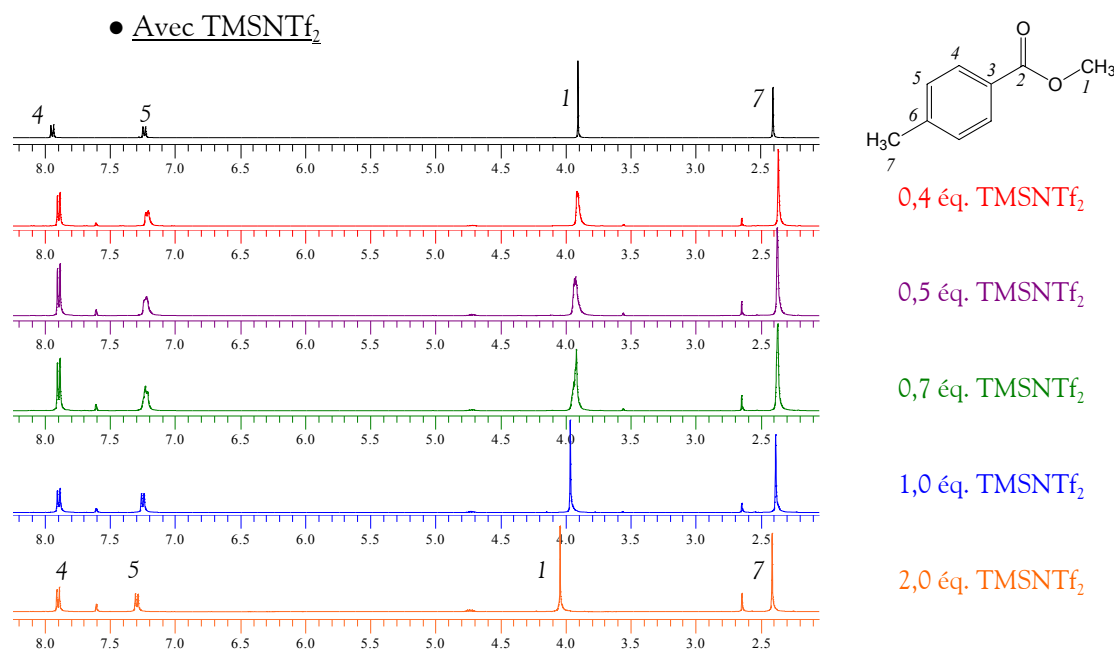 ● Avec TMSNTf₂
4 5 1 7
8.0 7.5 7.0 6.5 6.0 5.5 5.0 4.5 4.0 3.5 3.0 2.5
O
4
5 3 2 CH₃
O 1
6
H₃C
7
0,4 éq. TMSNTf₂
8.0 7.5 7.0 6.5 6.0 5.5 5.0 4.5 4.0 3.5 3.0 2.5
0,5 éq. TMSNTf₂
8.0 7.5 7.0 6.5 6.0 5.5 5.0 4.5 4.0 3.5 3.0 2.5
0,7 éq. TMSNTf₂
8.0 7.5 7.0 6.5 6.0 5.5 5.0 4.5 4.0 3.5 3.0 2.5
1,0 éq. TMSNTf₂
8.0 7.5 7.0 6.5 6.0 5.5 5.0 4.5 4.0 3.5 3.0 2.5
4 5 1 7
2,0 éq. TMSNTf₂
8.0 7.5 7.0 6.5 6.0 5.5 5.0 4.5 4.0 3.5 3.0 2.5